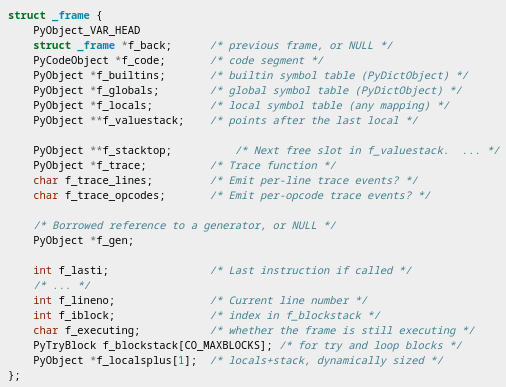 struct _frame {
    PyObject_VAR_HEAD
    struct _frame *f_back;      /* previous frame, or NULL */
    PyCodeObject *f_code;       /* code segment */
    PyObject *f_builtins;       /* builtin symbol table (PyDictObject) */
    PyObject *f_globals;        /* global symbol table (PyDictObject) */
    PyObject *f_locals;         /* local symbol table (any mapping) */
    PyObject **f_valuestack;    /* points after the last local */

    PyObject **f_stacktop;          /* Next free slot in f_valuestack.  ... */
    PyObject *f_trace;          /* Trace function */
    char f_trace_lines;         /* Emit per-line trace events? */
    char f_trace_opcodes;       /* Emit per-opcode trace events? */

    /* Borrowed reference to a generator, or NULL */
    PyObject *f_gen;

    int f_lasti;                /* Last instruction if called */
    /* ... */
    int f_lineno;               /* Current line number */
    int f_iblock;               /* index in f_blockstack */
    char f_executing;           /* whether the frame is still executing */
    PyTryBlock f_blockstack[CO_MAXBLOCKS]; /* for try and loop blocks */
    PyObject *f_localsplus[1];  /* locals+stack, dynamically sized */
};